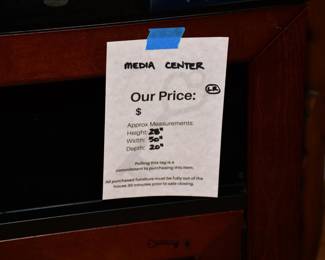 MEDIA CENTER
Our Price: LR
$
Approx Measurements:
Height: 28"
Width: 50"
Depth: 20"
Pulling this tag is a
commitment to purchasing this item.
All purchased furniture must be fully out of the
house 30 minutes prior to sale closing.